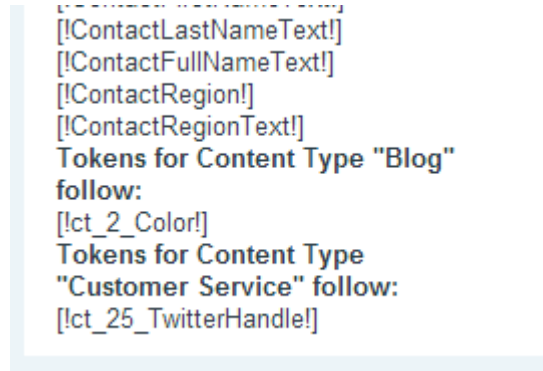 [!ContactLastNameText!]
[!ContactFullNameText!]
[!ContactRegion!]
[!ContactRegionText!]
Tokens for Content Type "Blog"
follow:
[!ct_2_Color!]
Tokens for Content Type
"Customer Service" follow:
[!ct_25_TwitterHandle!]